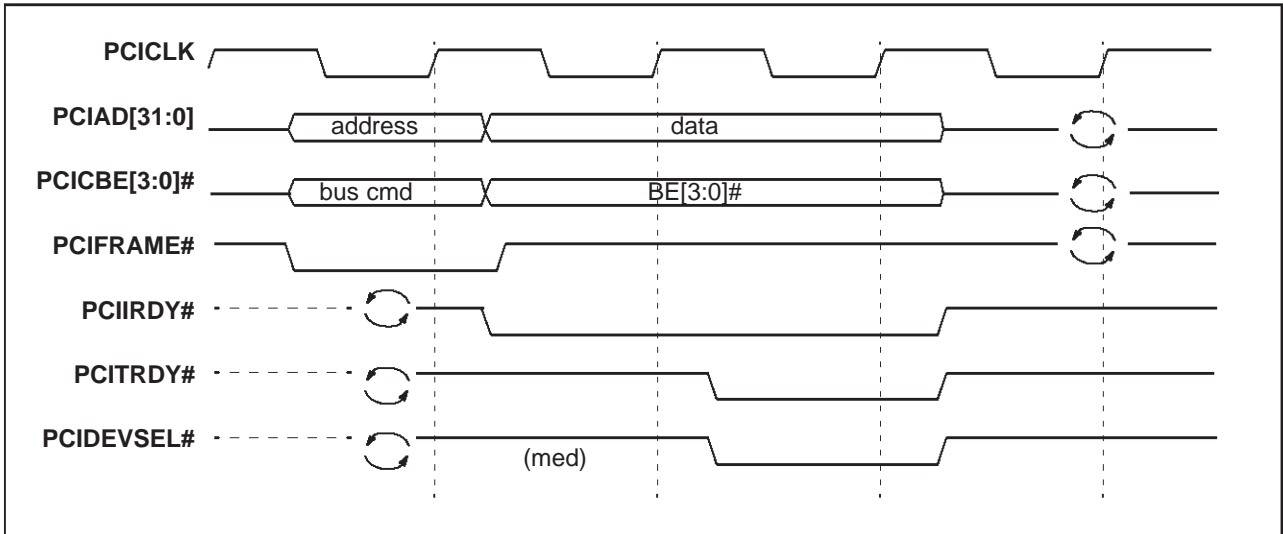 PCICLK
PCIAD[31:0] address data
PCICBE[3:0]# bus cmd BE[3:0]#
PCIFRAME#
PCIIRDY#
PCITRDY#
PCIDEVSEL#
(med)